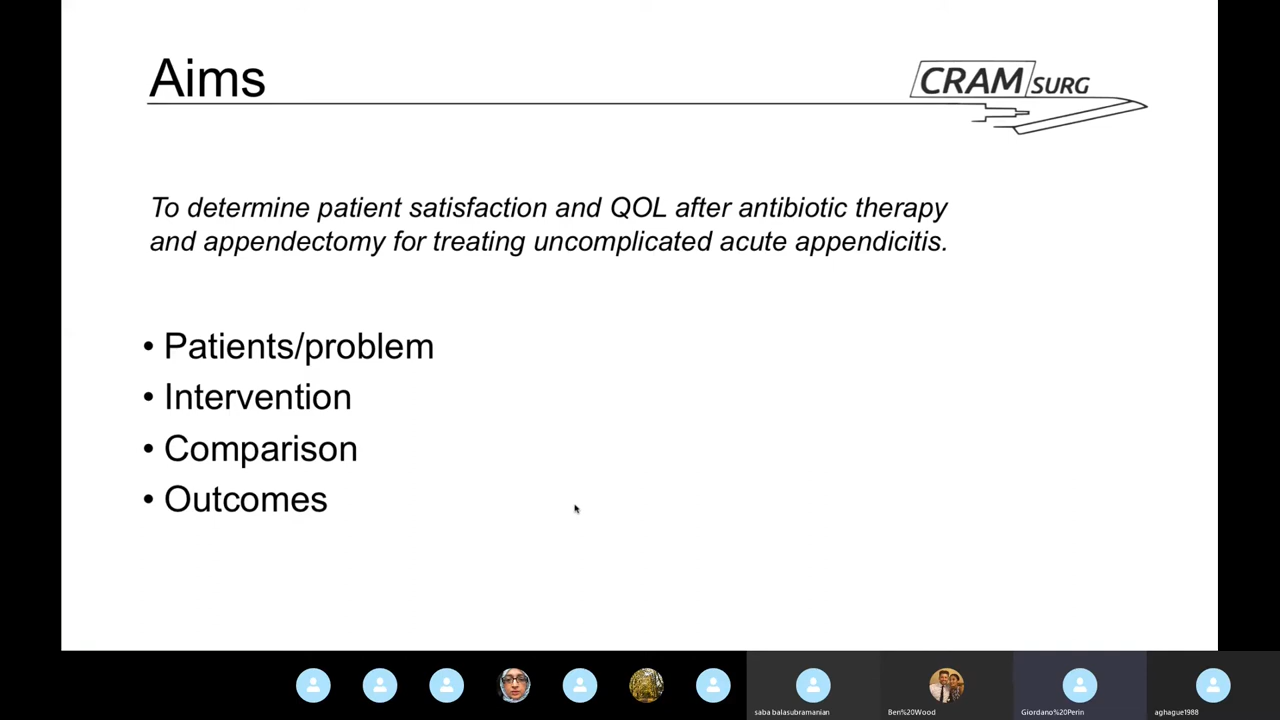 Aims
CRAM SURG
To determine patient satisfaction and QOL after antibiotic therapy
and appendectomy for treating uncomplicated acute appendicitis.
• Patients/problem
• Intervention
• Comparison
• Outcomes
saba balasubramanian
Ben%20Wood
Giordano%20Perin
aghague1988